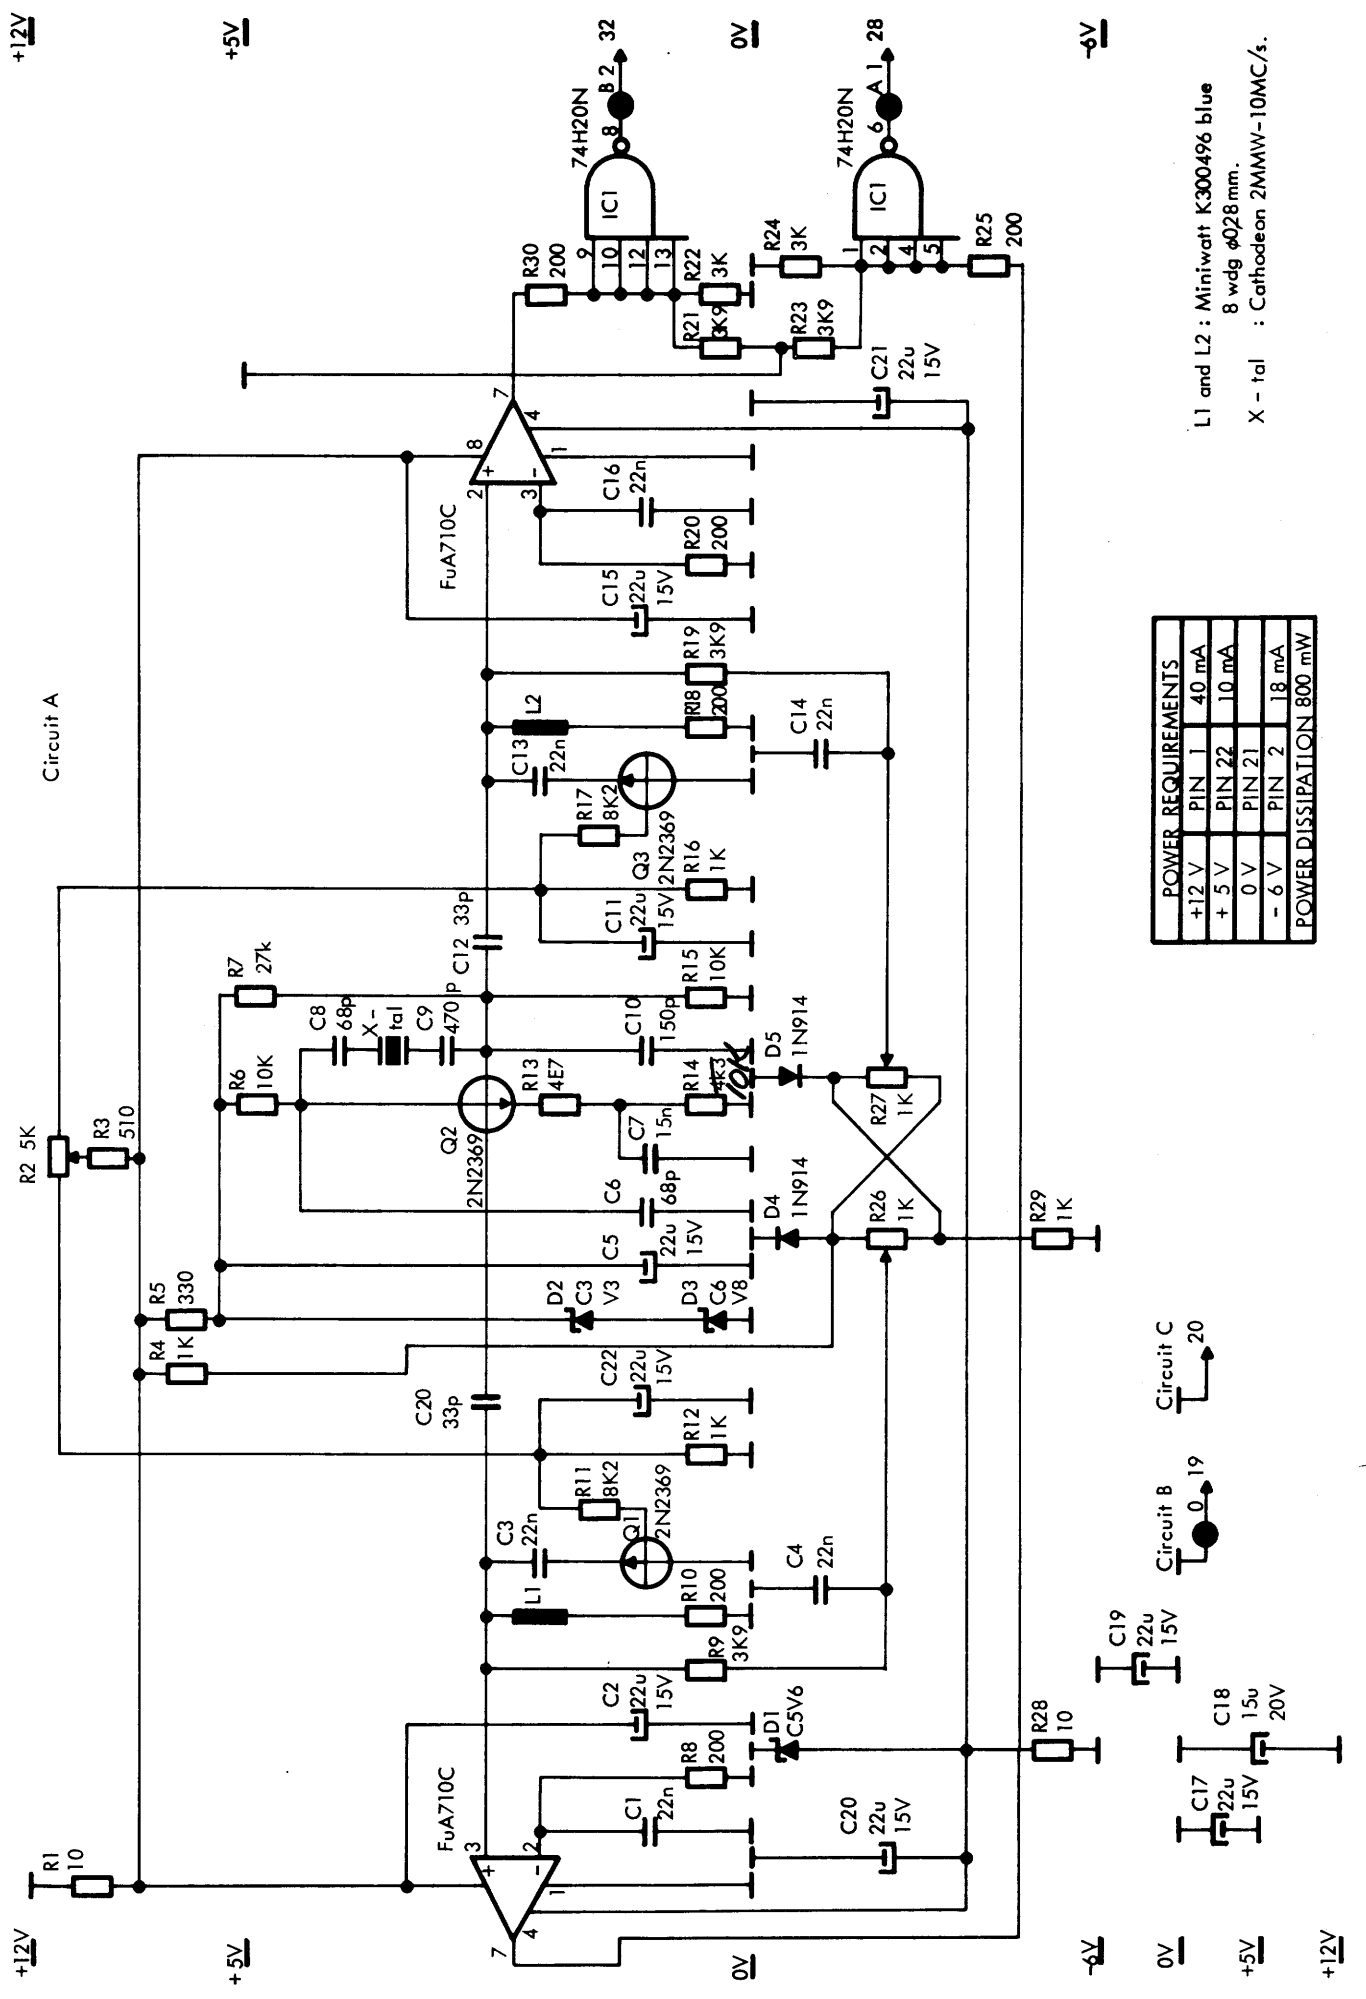 Circuit A
+12V
+5V
0V
-6V
+12V
+5V
0V
-6V
0V
+5V
+12V
R1
10
R2 5K
R3
510
R4
1K
R5
330
R6
10K
R7
27k
C8
68p
X-
tal
C9
470 p
FuA710C
3
+
2
-
1
4
7
C1
22n
R8
200
C2
22u
15V
R9
3K9
L1
R10
200
C3
22n
Q1
2N2369
R11
8K2
R12
1K
C22
22u
15V
C20
33p
D2
C3
V3
D3
C6
V8
C5
22u
15V
C6
68p
Q2
2N2369
R13
4E7
C7
15n
R14
4k3
10K
C10
150p
R15
10K
C12 33p
C11
22u
15V
R16
1K
R17
8K2
Q3
2N2369
C13
22n
L2
R18
200
R19
3K9
C15
22u
15V
R20
200
C16
22n
FuA710C
2
+
3
-
8
1
4
7
R30
200
9
10
12
13
IC1
74H20N
8
B 2
32
R21
3K9
R22
3K
R23
3K9
R24
3K
1
2
4
5
IC1
74H20N
6
A 1
28
R25
200
C20
22u
15V
D1
C5V6
C4
22n
D4
1N914
D5
1N914
R26
1K
R27
1K
C14
22n
C21
22u
15V
R28
10
R29
1K
C17
22u
15V
C18
15u
20V
C19
22u
15V
Circuit B
0 19
Circuit C
20
POWER REQUIREMENTS
+12 V PIN 1 40 mA
+ 5 V PIN 22 10 mA
0 V PIN 21
- 6 V PIN 2 18 mA
POWER DISSIPATION 800 mW
L1 and L2 : Miniwatt K300496 blue
8 wdg ø0,28mm.
X - tal : Cathodeon 2MMW-10MC/s.